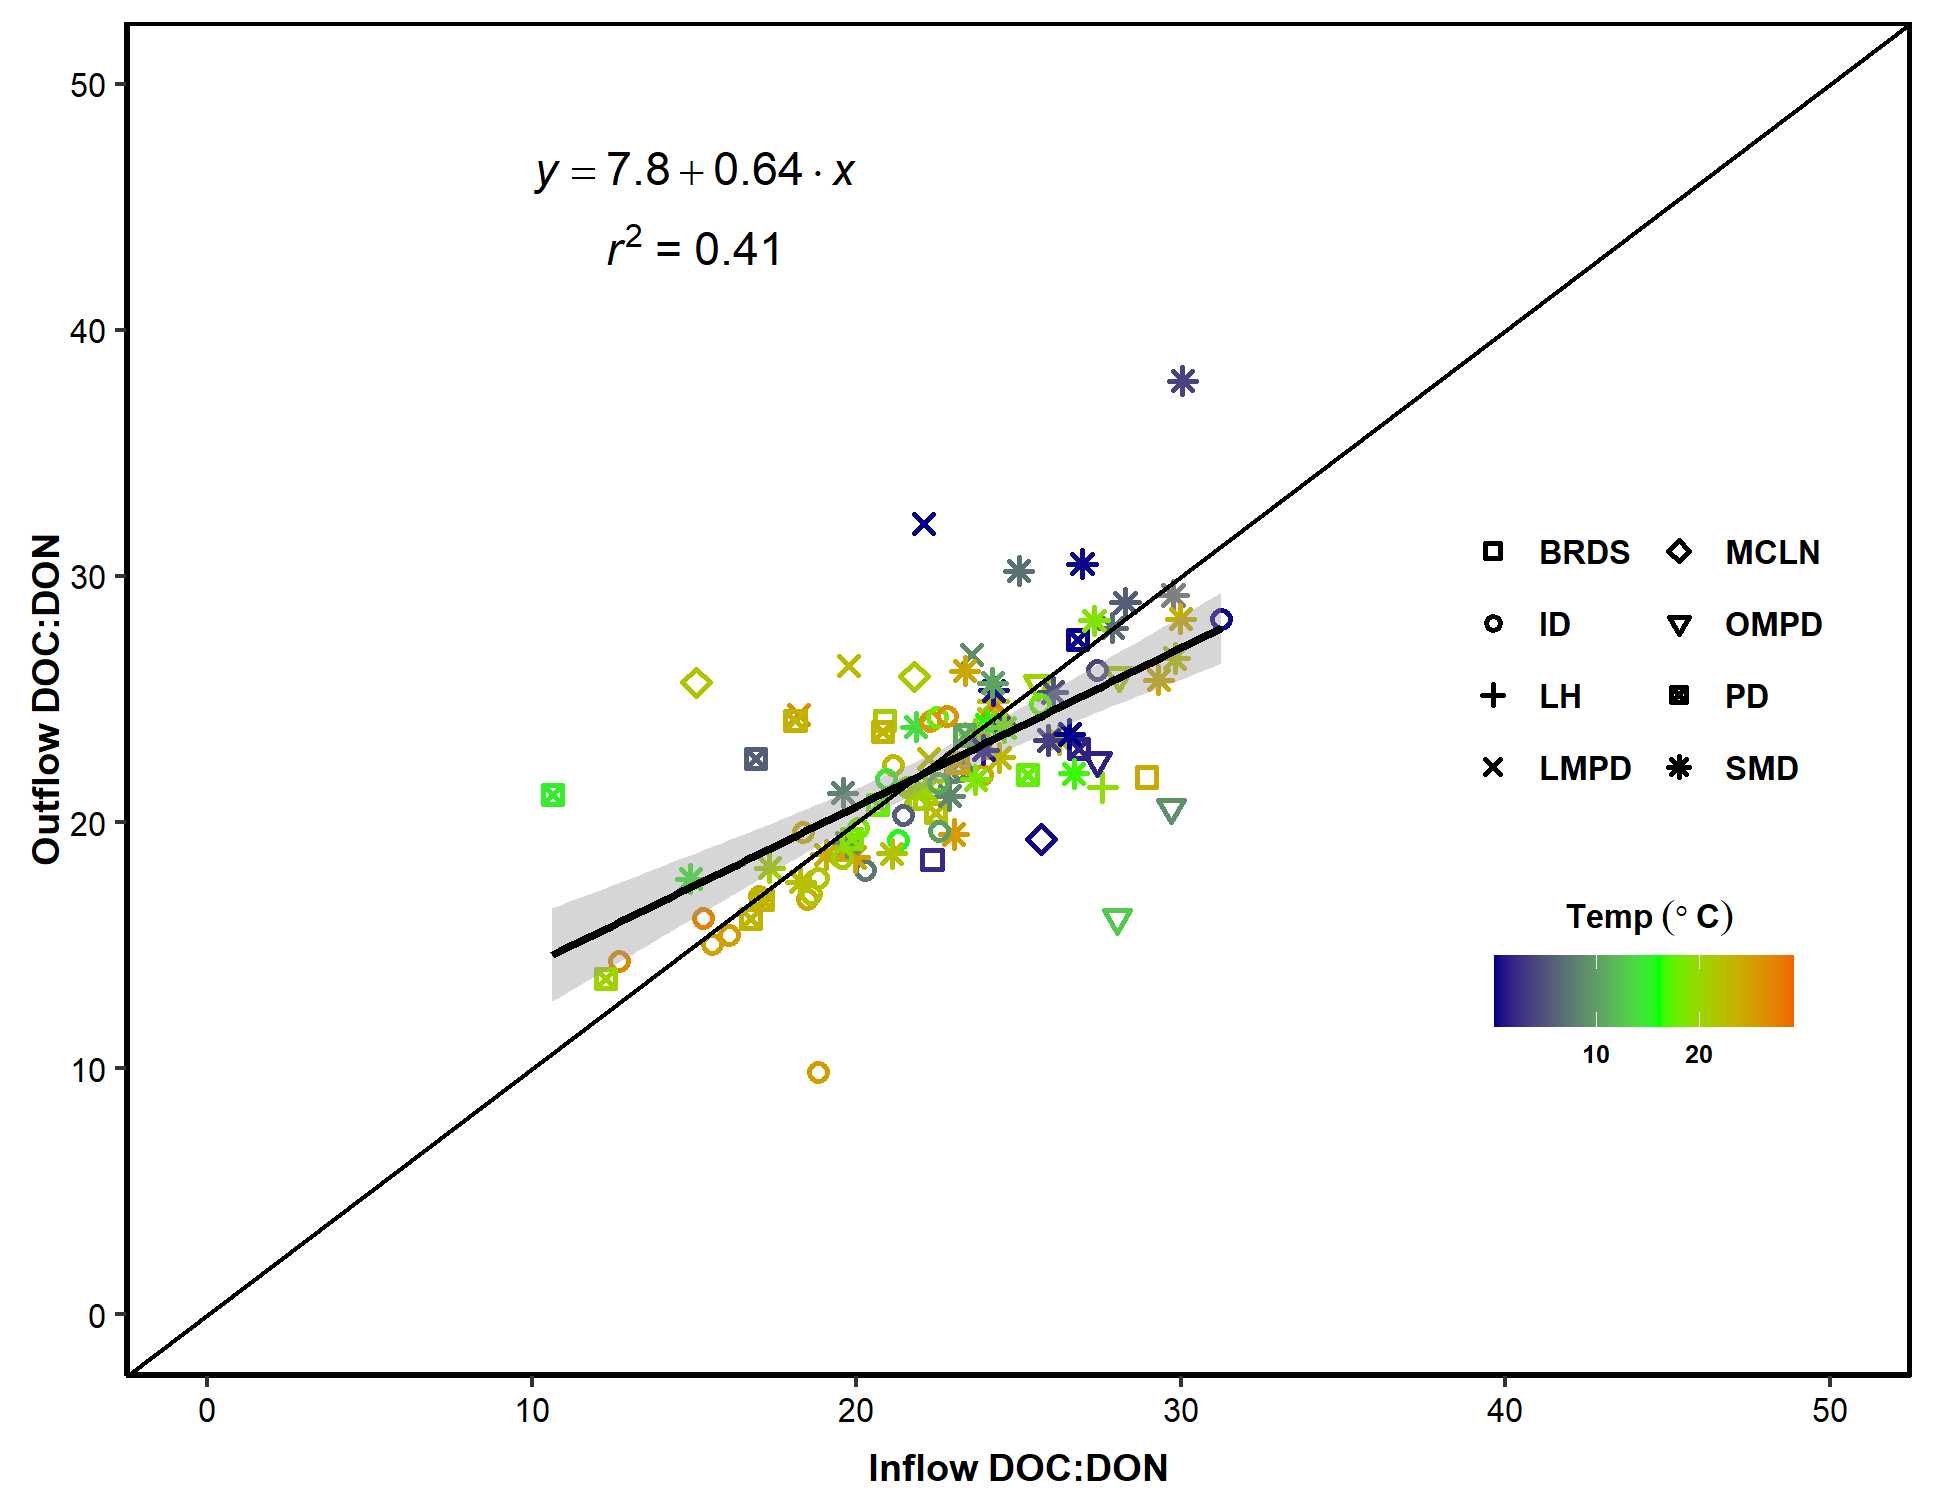 y = 7.8 + 0.64 · x
r² = 0.41
50
40
30
20
10
0
Outflow DOC:DON
BRDS MCLN
ID OMPD
LH PD
LMPD SMD
Temp (° C)
10 20
0 10 20 30 40 50
Inflow DOC:DON